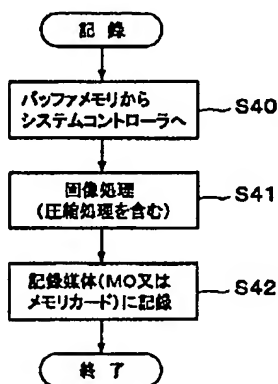 記録
バッファメモリから
システムコントローラへ
S40
画像処理
(圧縮処理を含む)
S41
記録媒体(MO又は
メモリカード)に記録
S42
終了